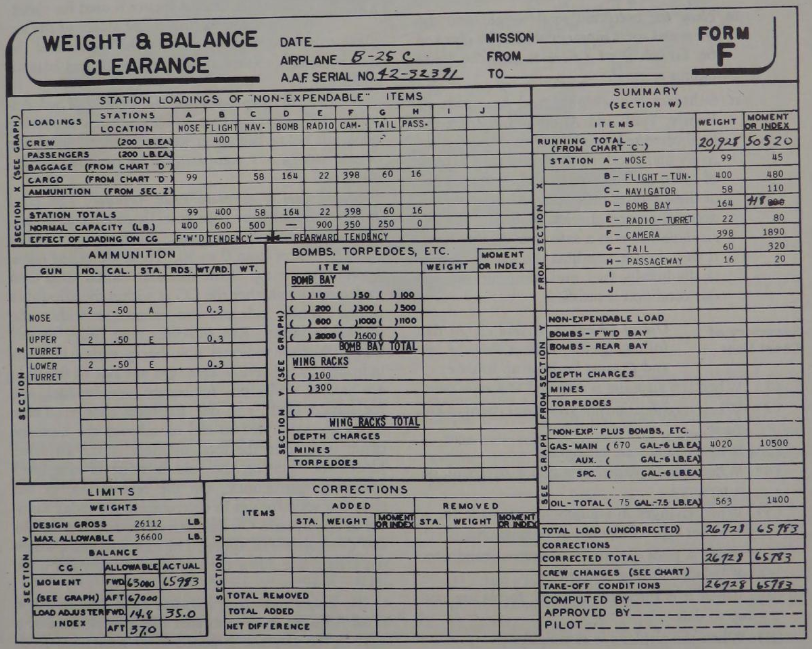 WEIGHT & BALANCE CLEARANCE
DATE
AIRPLANE B-25 C
A.A.F. SERIAL NO. 42-32391
MISSION
FROM
TO
FORM F
STATION LOADINGS OF "NON-EXPENDABLE" ITEMS
SECTION X (SEE GRAPH)
LOADINGS STATIONS A B C D E F G H I J
LOCATION NOSE FLIGHT NAV. BOMB RADIO CAM. TAIL PASS.
CREW (200 LB.EA) 400
PASSENGERS (200 LB.EA)
BAGGAGE (FROM CHART "D")
CARGO (FROM CHART "D") 99 58 164 22 398 60 16
AMMUNITION (FROM SEC Z)
STATION TOTALS 99 400 58 164 22 398 60 16
NORMAL CAPACITY (LB.) 400 600 500 — 900 350 250 0
EFFECT OF LOADING ON CG F'W'D TENDENCY REARWARD TENDENCY
SECTION Z
AMMUNITION
GUN NO. CAL. STA. RDS. WT/RD. WT.
NOSE 2 .50 A 0.3
UPPER TURRET 2 .50 E 0.3
LOWER TURRET 2 .50 E 0.3
SECTION Y (SEE GRAPH)
BOMBS, TORPEDOES, ETC.
ITEM WEIGHT MOMENT OR INDEX
BOMB BAY
( ) 10 ( ) 50 ( ) 100
( ) 200 ( ) 300 ( ) 500
( ) 600 ( ) 1000 ( ) 1100
( ) 2000 ( ) 1600 ( )
BOMB BAY TOTAL
WING RACKS
( ) 100
( ) 300
( )
WING RACKS TOTAL
DEPTH CHARGES
MINES
TORPEDOES
SECTION V
LIMITS
WEIGHTS
DESIGN GROSS 26112 LB.
MAX. ALLOWABLE 36600 LB.
BALANCE
CG ALLOWABLE ACTUAL
MOMENT (SEE GRAPH) FWD 63000 65983
AFT 67000
LOAD ADJUSTER INDEX FWD. 14.8 35.0
AFT 37.0
SECTION U
CORRECTIONS
ITEMS ADDED REMOVED
STA. WEIGHT MOMENT OR INDEX STA. WEIGHT MOMENT OR INDEX
TOTAL REMOVED
TOTAL ADDED
NET DIFFERENCE
SUMMARY
(SECTION W)
ITEMS WEIGHT MOMENT OR INDEX
RUNNING TOTAL (FROM CHART "C") 20,928 50520
FROM SECTION X
STATION A - NOSE 99 45
B - FLIGHT-TUN. 400 480
C - NAVIGATOR 58 110
D - BOMB BAY 164
E - RADIO-TURRET 22 80
F - CAMERA 398 1890
G - TAIL 60 320
H - PASSAGEWAY 16 20
I
J
FROM SECTION Y
NON-EXPENDABLE LOAD
BOMBS - F'W'D BAY
BOMBS - REAR BAY
DEPTH CHARGES
MINES
TORPEDOES
SEE GRAPH
"NON-EXP." PLUS BOMBS, ETC.
GAS-MAIN ( 670 GAL-6 LB.EA) 4020 10500
AUX. ( GAL-6 LB.EA)
SPC. ( GAL-6 LB.EA)
OIL-TOTAL ( 75 GAL-7.5 LB.EA) 563 1400
TOTAL LOAD (UNCORRECTED) 26728 65783
CORRECTIONS
CORRECTED TOTAL 26728 65783
CREW CHANGES (SEE CHART)
TAKE-OFF CONDITIONS 26728 65783
COMPUTED BY
APPROVED BY
PILOT